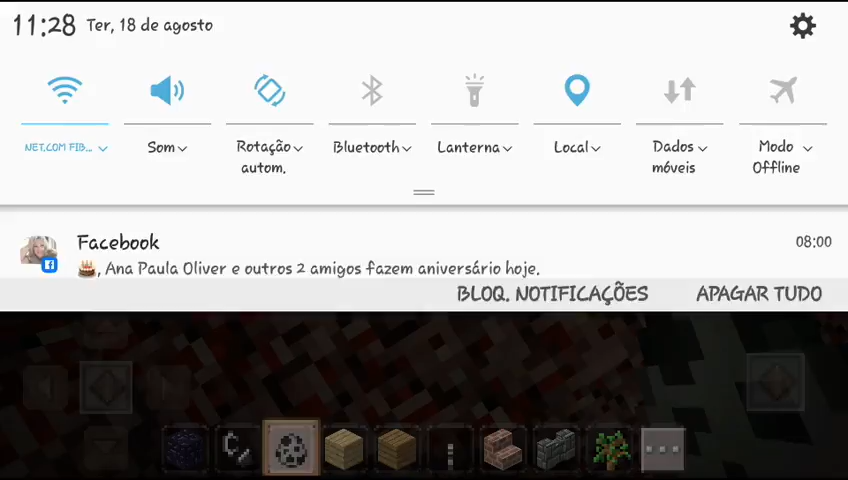 11:28 Ter, 18 de agosto
NET.COM FIB...
Som
Rotação autom.
Bluetooth
Lanterna
Local
Dados móveis
Modo Offline
Facebook 08:00
🎂, Ana Paula Oliver e outros 2 amigos fazem aniversário hoje.
BLOQ. NOTIFICAÇÕES APAGAR TUDO